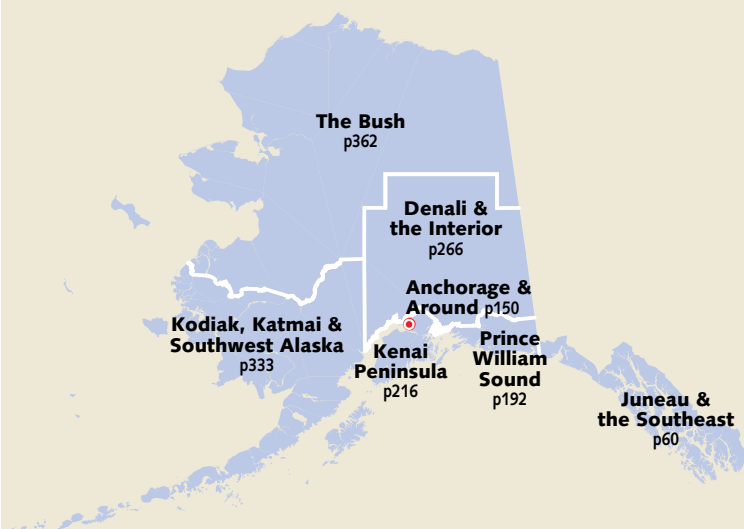 The Bush
p362
Denali &
the Interior
p266
Anchorage &
Around p150
Kodiak, Katmai &
Southwest Alaska
p333
Kenai
Peninsula
p216
Prince
William
Sound
p192
Juneau &
the Southeast
p60